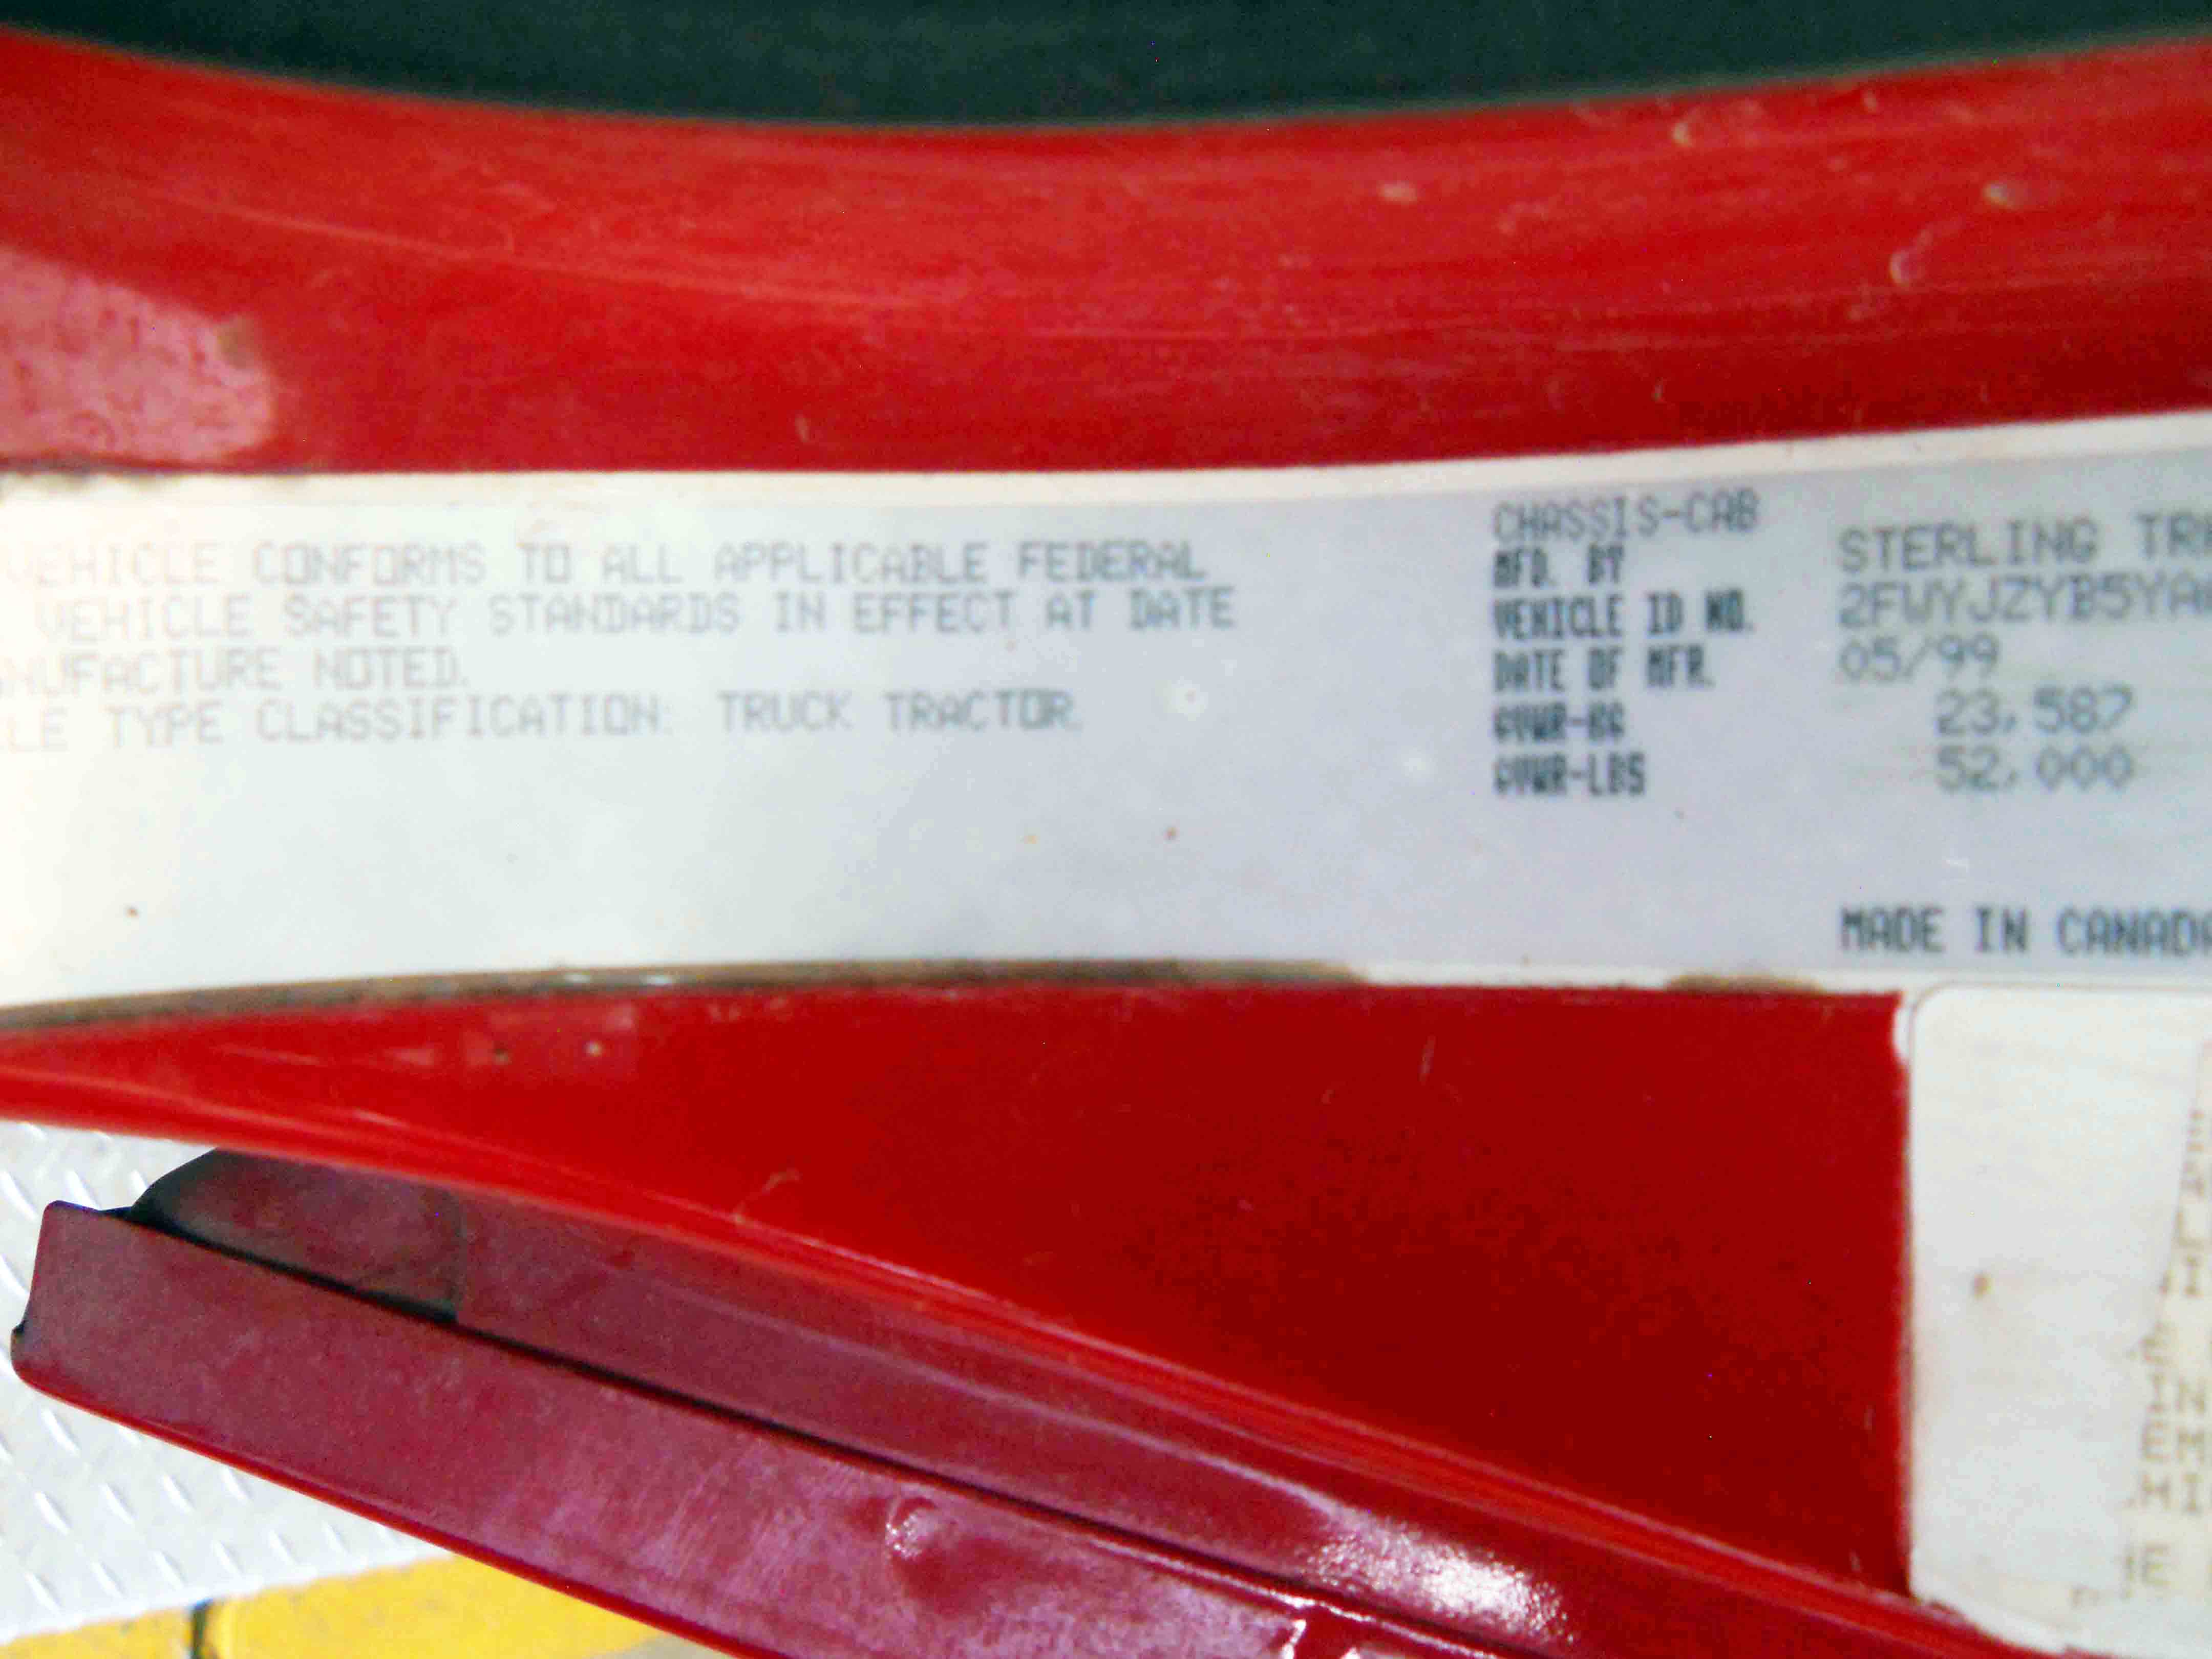 VEHICLE CONFORMS TO ALL APPLICABLE FEDERAL
VEHICLE SAFETY STANDARDS IN EFFECT AT DATE
ANUFACTURE NOTED.
LE TYPE CLASSIFICATION: TRUCK TRACTOR.
CHASSIS-CAB
MFD. BY STERLING TR
VEHICLE ID NO. 2FWYJZYB5YA
DATE OF MFR. 05/99
GVWR-KG 23,587
GVWR-LBS 52,000
MADE IN CANADA